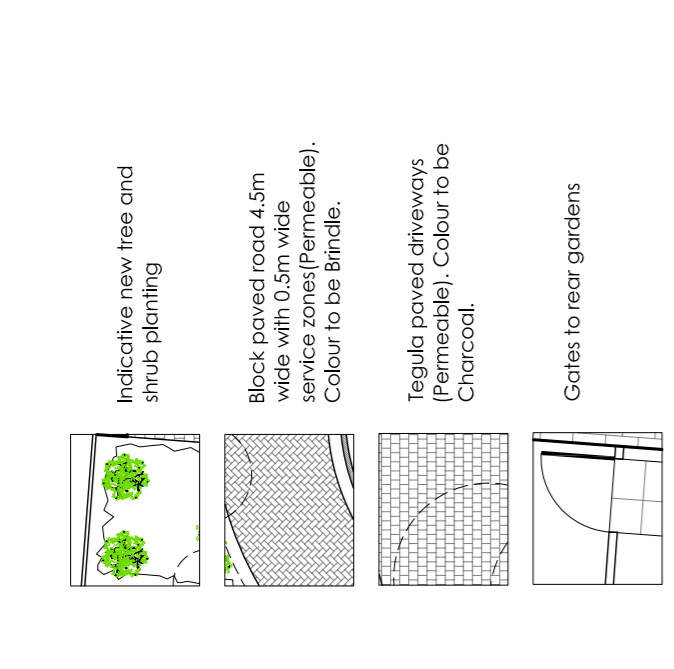 Indicative new tree and
shrub planting
Block paved road 4.5m
wide with 0.5m wide
service zones(Permeable).
Colour to be Brindle.
Tegula paved driveways
(Permeable). Colour to be
Charcoal.
Gates to rear gardens